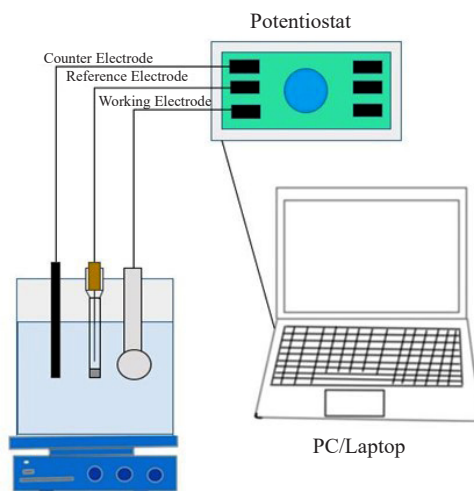 Potentiostat
Counter Electrode
Reference Electrode
Working Electrode
PC/Laptop